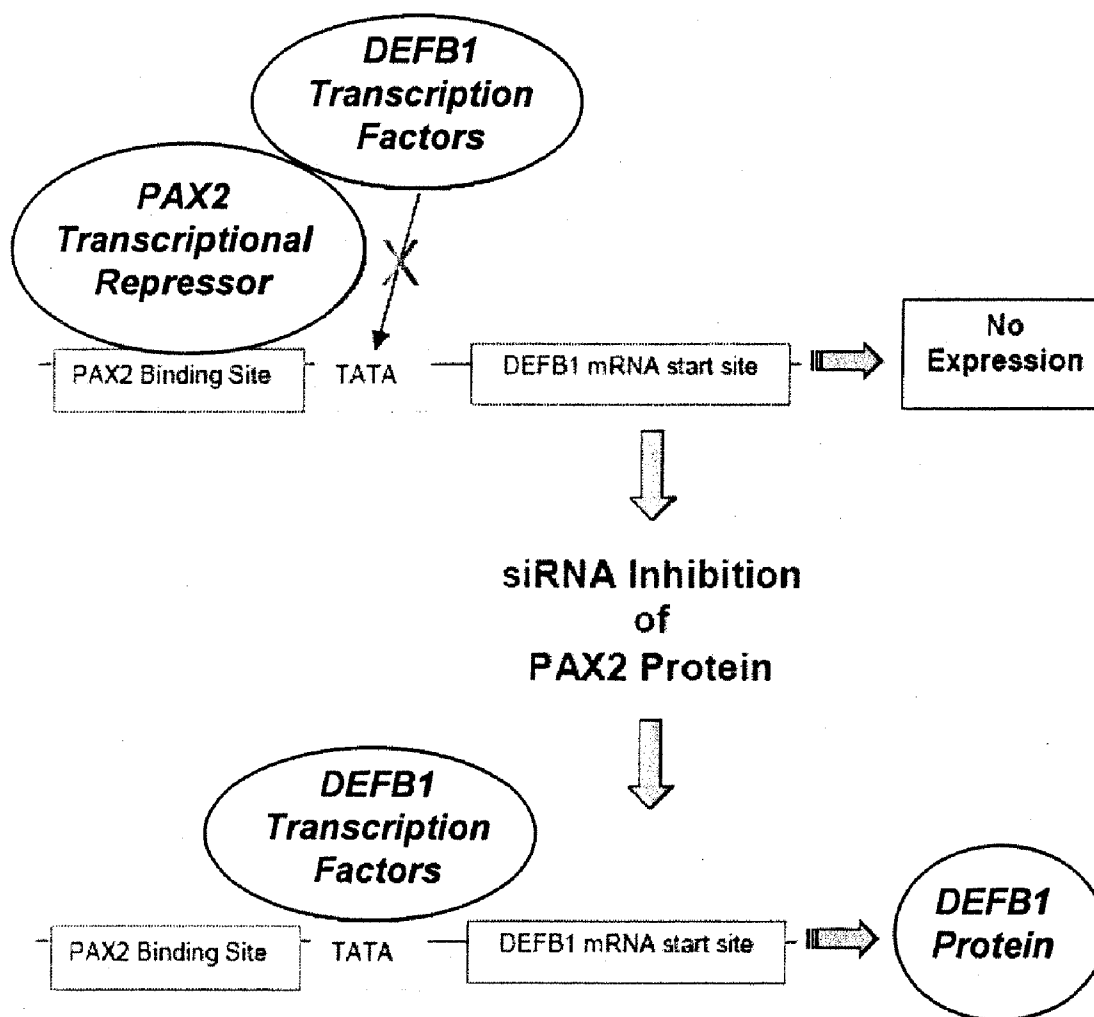 DEFB1
Transcription
Factors
PAX2
Transcriptional
Repressor
PAX2 Binding Site
TATA
DEFB1 mRNA start site
No
Expression
siRNA Inhibition
of
PAX2 Protein
DEFB1
Transcription
Factors
PAX2 Binding Site
TATA
DEFB1 mRNA start site
DEFB1
Protein